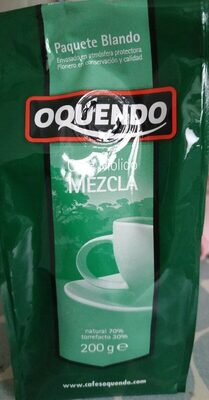 Paquete Blando
Envasado en atmósfera protectora
Pionero en conservación y calidad
OQUENDO
Molido
MEZCLA
natural 70%
torrefacto 30%
200 g e
www.cafesoquendo.com